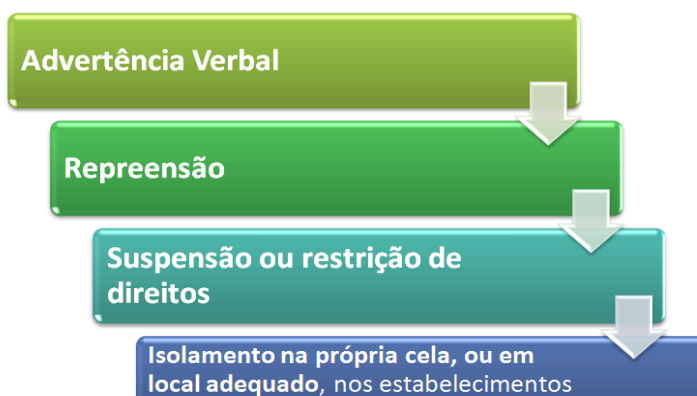 Advertência Verbal
Repreensão
Suspensão ou restrição de
direitos
Isolamento na própria cela, ou em
local adequado, nos estabelecimentos